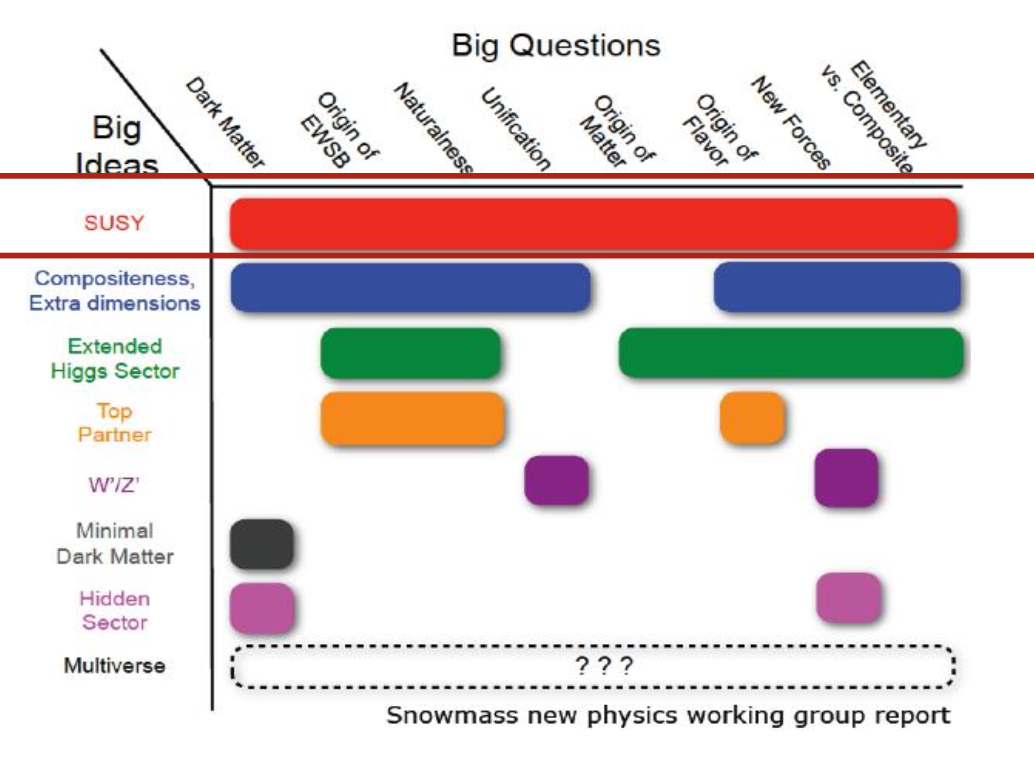 Big Questions
Big
Ideas
Dark Matter
Origin of
EWSB
Naturalness
Unification
Origin of
Matter
Origin of
Flavor
New Forces
Elementary
vs. Composite
SUSY
Compositeness,
Extra dimensions
Extended
Higgs Sector
Top
Partner
W'/Z'
Minimal
Dark Matter
Hidden
Sector
Multiverse
? ? ?
Snowmass new physics working group report